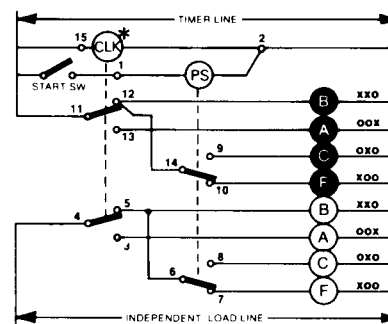 TIMER LINE
15 CLK * 2
1 PS
START SW
12 B XXO
11
13 A OOX
9 C OXO
14
10 F XOO
5 B XXO
4
3 A OOX
8 C OXO
6
7 F XOO
INDEPENDENT LOAD LINE